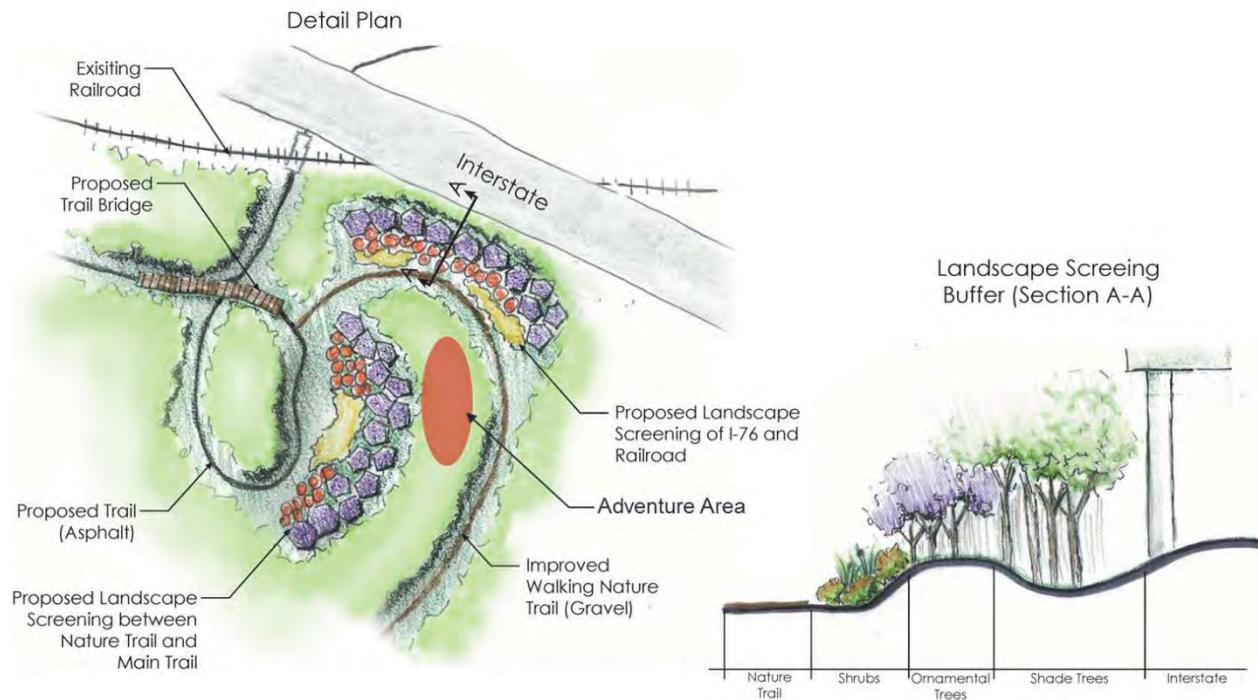 Detail Plan
Exisiting
Railroad
Proposed
Trail Bridge
Interstate
A
A
Proposed Landscape
Screening of I-76 and
Railroad
Adventure Area
Proposed Trail
(Asphalt)
Improved
Walking Nature
Trail (Gravel)
Proposed Landscape
Screening between
Nature Trail and
Main Trail
Landscape Screeing
Buffer (Section A-A)
Nature
Trail
Shrubs
Ornamental
Trees
Shade Trees
Interstate